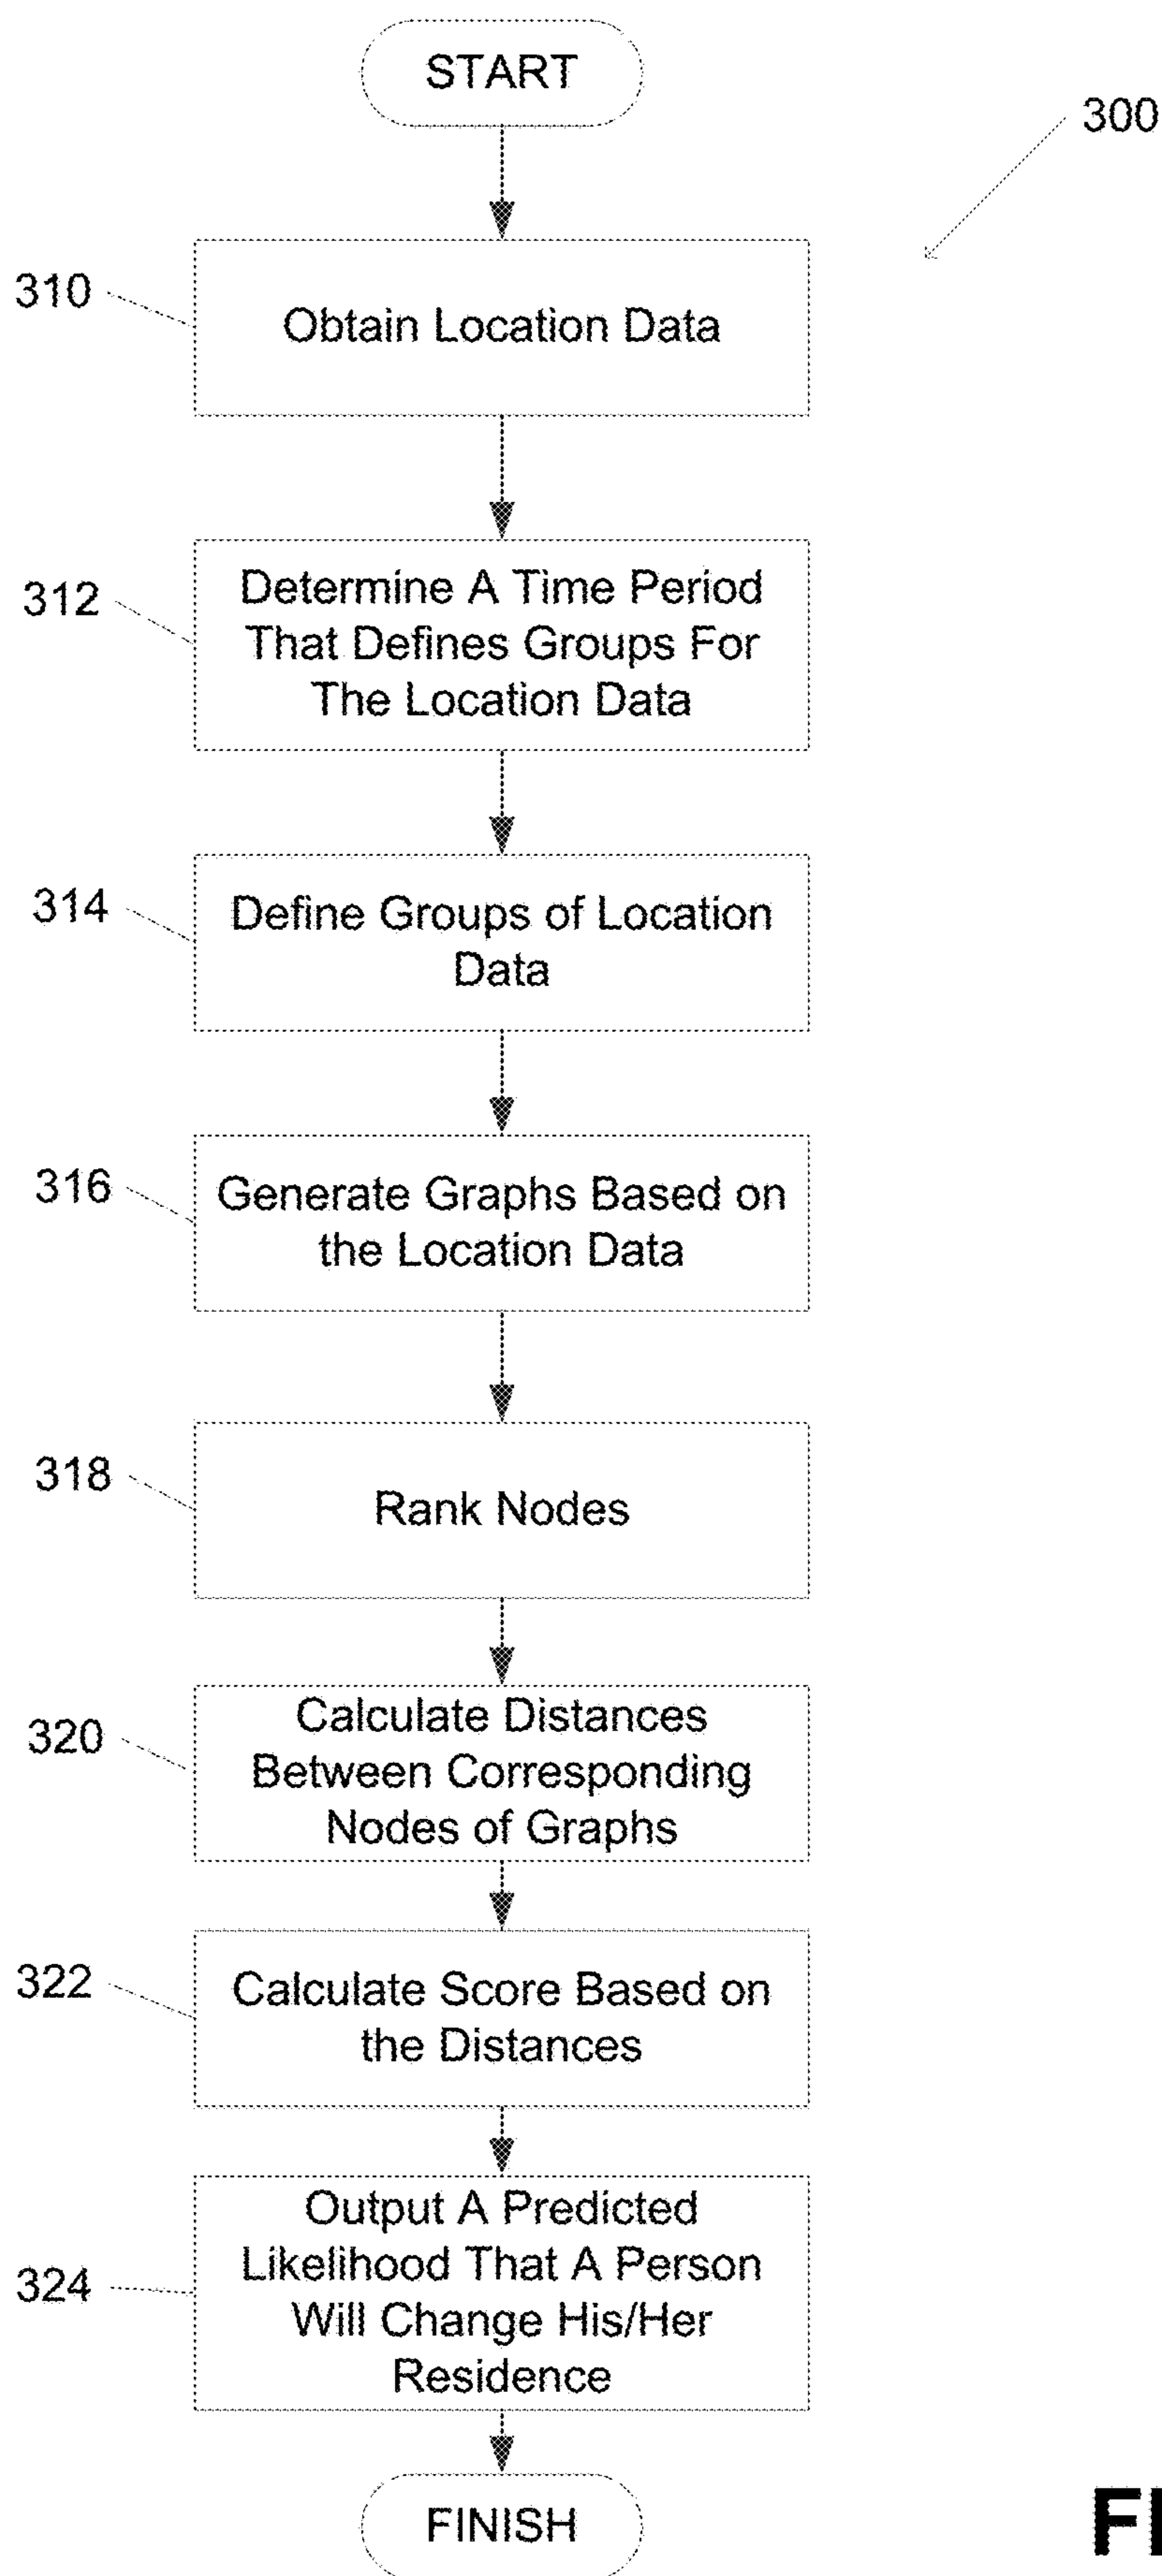 START
300
310
Obtain Location Data
312
Determine A Time Period
That Defines Groups For
The Location Data
314
Define Groups of Location
Data
316
Generate Graphs Based on
the Location Data
318
Rank Nodes
320
Calculate Distances
Between Corresponding
Nodes of Graphs
322
Calculate Score Based on
the Distances
324
Output A Predicted
Likelihood That A Person
Will Change His/Her
Residence
FINISH